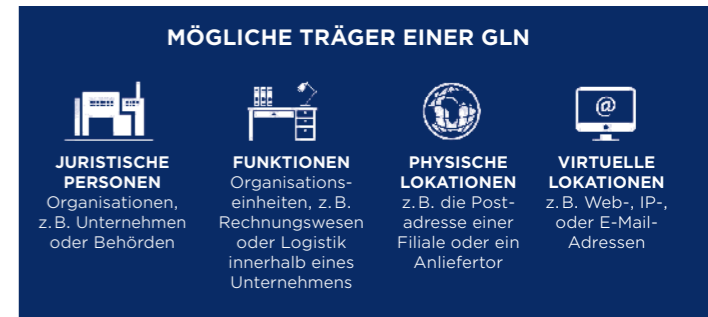 MÖGLICHE TRÄGER EINER GLN
@
JURISTISCHE
PERSONEN
Organisationen,
z. B. Unternehmen
oder Behörden
FUNKTIONEN
Organisations-
einheiten, z. B.
Rechnungswesen
oder Logistik
innerhalb eines
Unternehmens
PHYSISCHE
LOKATIONEN
z. B. die Post-
adresse einer
Filiale oder ein
Anliefertor
VIRTUELLE
LOKATIONEN
z. B. Web-, IP-,
oder E-Mail-
Adressen